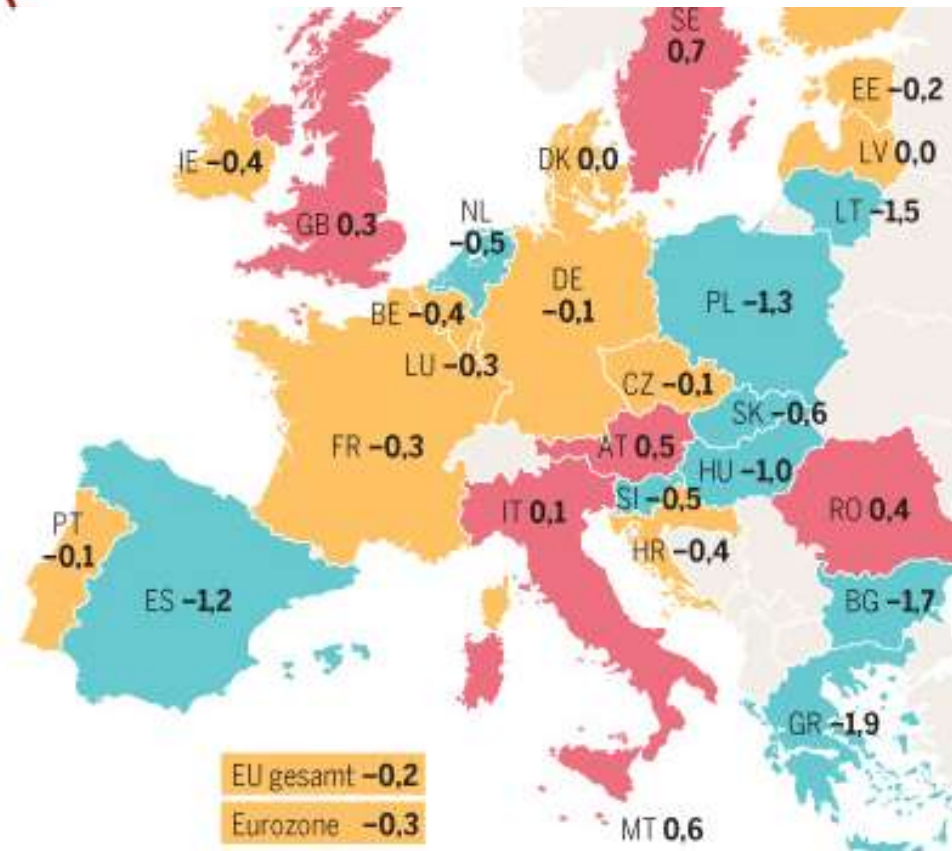 SE
0,7
EE –0,2
DK 0,0
LV 0,0
IE –0,4
LT –1,5
NL
–0,5
GB 0,3
DE
–0,1
PL –1,3
BE –0,4
LU –0,3
CZ –0,1
SK –0,6
FR –0,3
AT 0,5
HU –1,0
SI –0,5
IT 0,1
RO 0,4
PT
–0,1
HR –0,4
ES –1,2
BG –1,7
GR –1,9
EU gesamt –0,2
Eurozone –0,3
MT 0,6